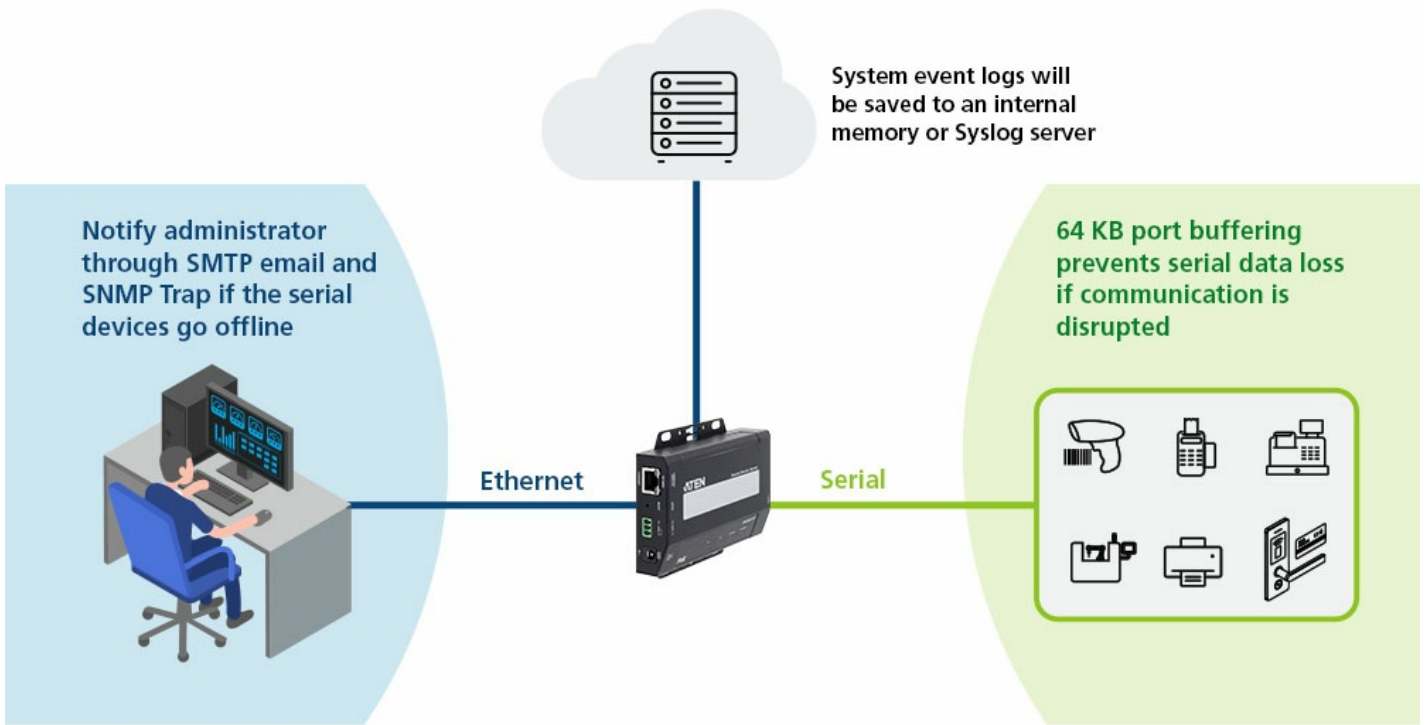 System event logs will
be saved to an internal
memory or Syslog server
Notify administrator
through SMTP email and
SNMP Trap if the serial
devices go offline
64 KB port buffering
prevents serial data loss
if communication is
disrupted
Ethernet
Serial
ATEN